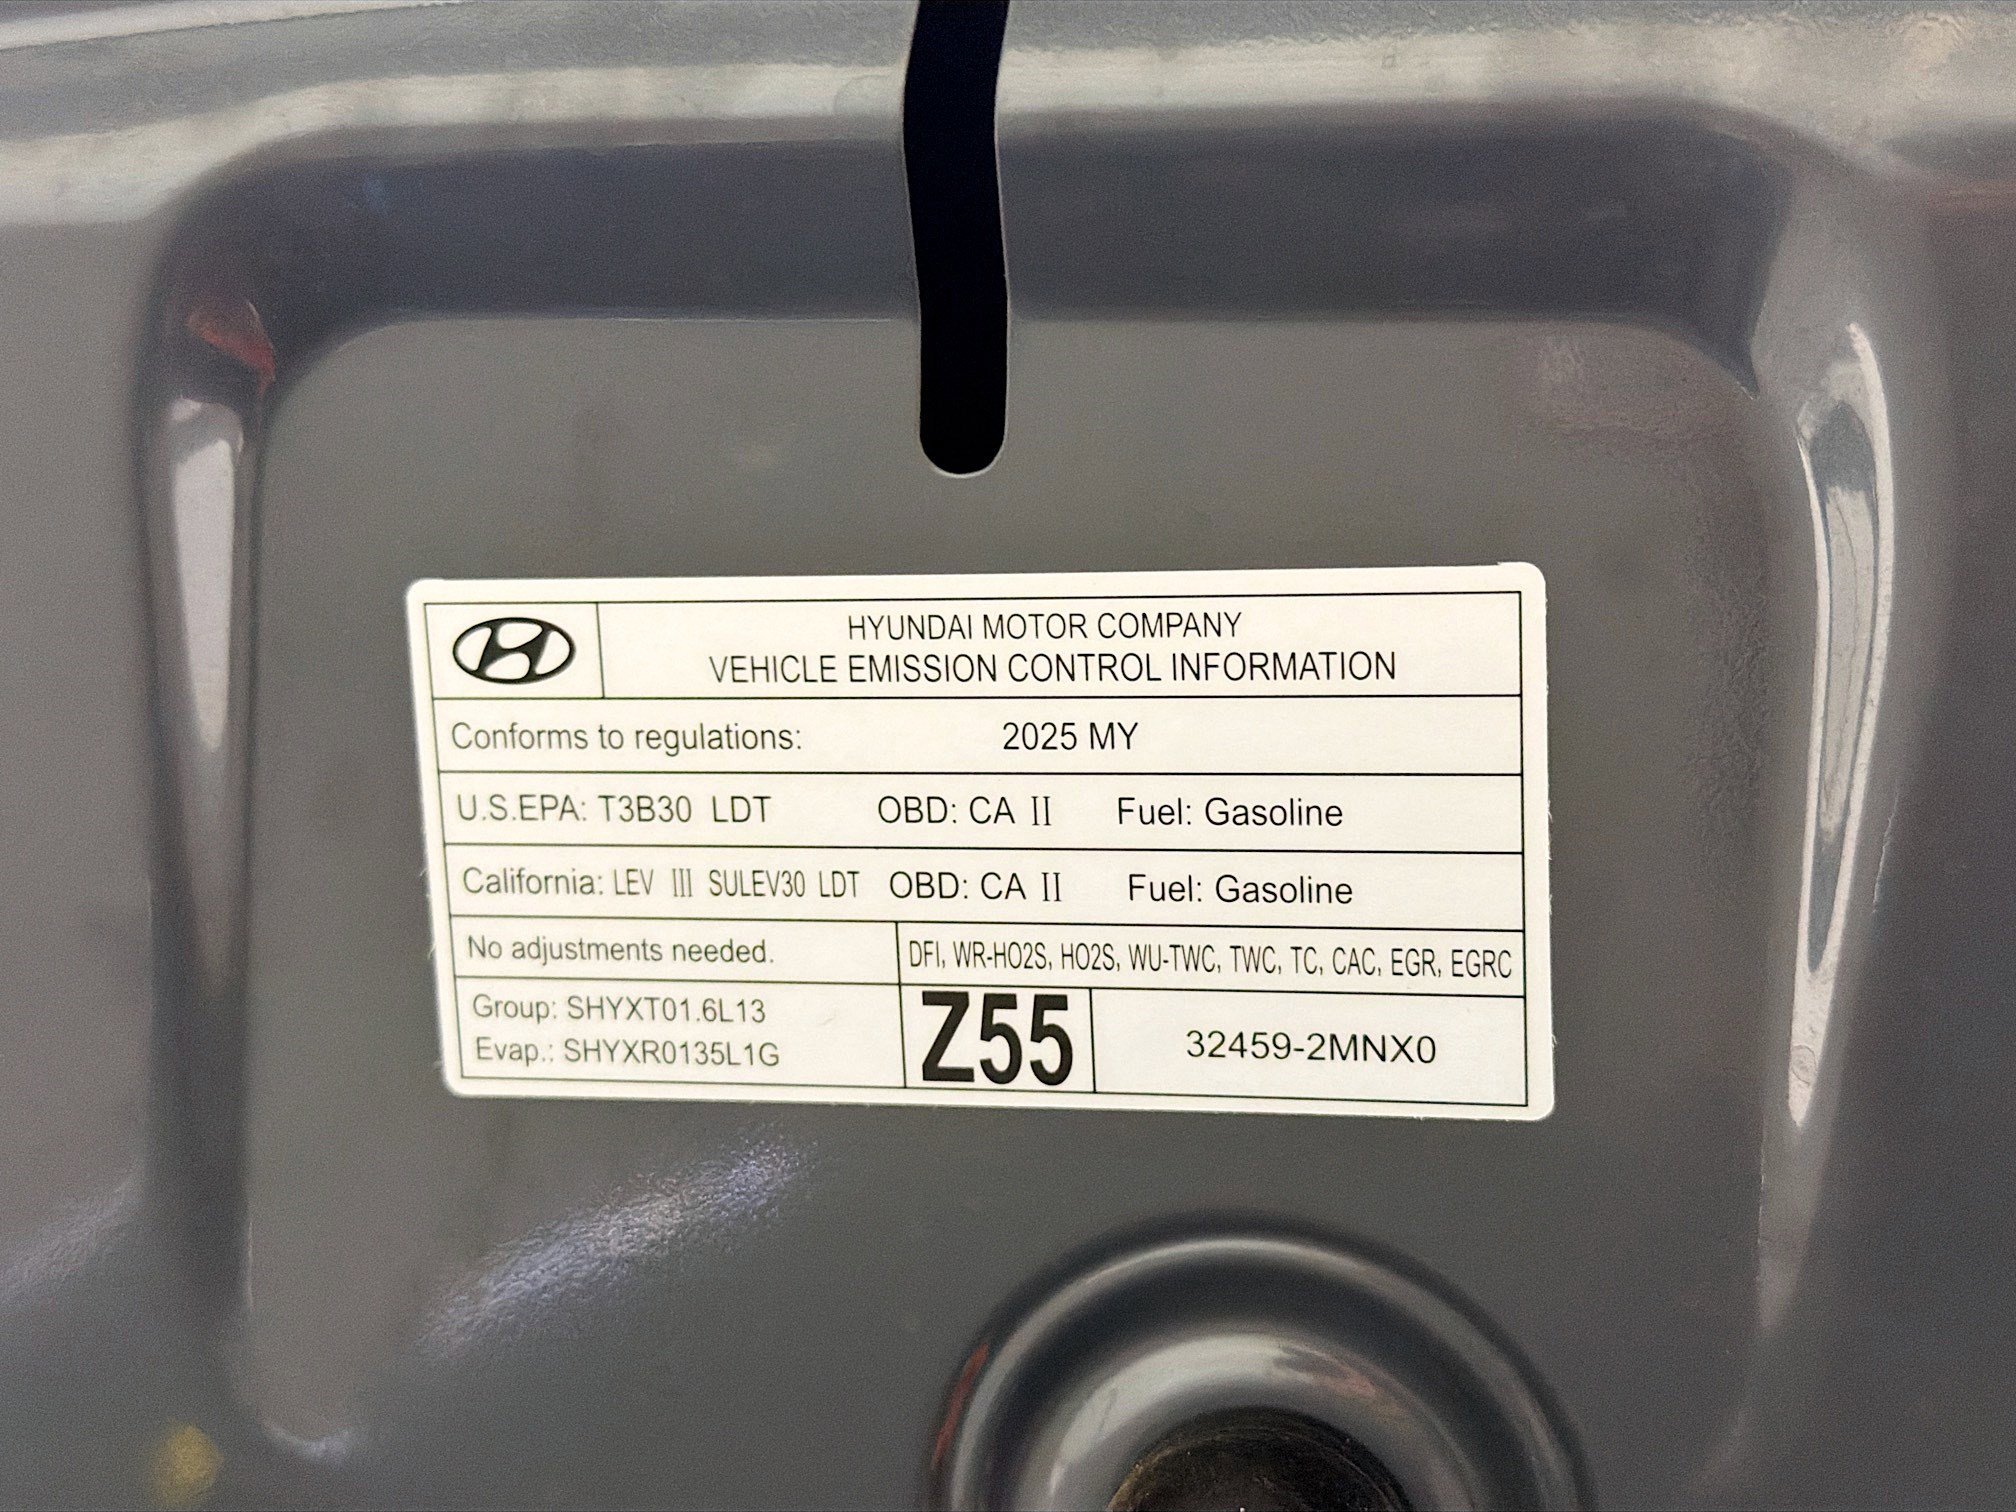 HYUNDAI MOTOR COMPANY
VEHICLE EMISSION CONTROL INFORMATION
Conforms to regulations: 2025 MY
U.S.EPA: T3B30 LDT OBD: CA II Fuel: Gasoline
California: LEV III SULEV30 LDT OBD: CA II Fuel: Gasoline
No adjustments needed. DFI, WR-HO2S, HO2S, WU-TWC, TWC, TC, CAC, EGR, EGRC
Group: SHYXT01.6L13
Evap.: SHYXR0135L1G
Z55
32459-2MNX0